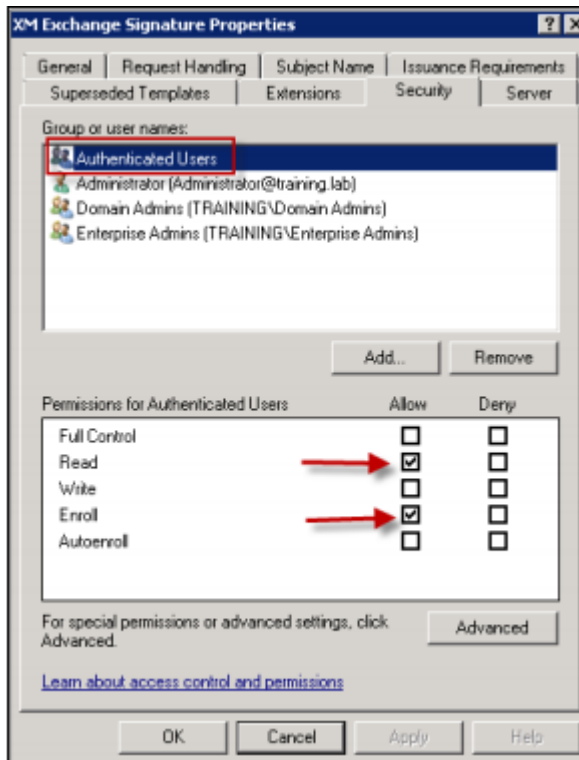 XM Exchange Signature Properties
General Request Handling Subject Name Issuance Requirements
Superseded Templates Extensions Security Server
Group or user names:
Authenticated Users
Administrator (Administrator@training.lab)
Domain Admins (TRAINING\Domain Admins)
Enterprise Admins (TRAINING\Enterprise Admins)
Add... Remove
Permissions for Authenticated Users Allow Deny
Full Control
Read
Write
Enroll
Autoenroll
For special permissions or advanced settings, click
Advanced.
Advanced
Learn about access control and permissions
OK Cancel Apply Help